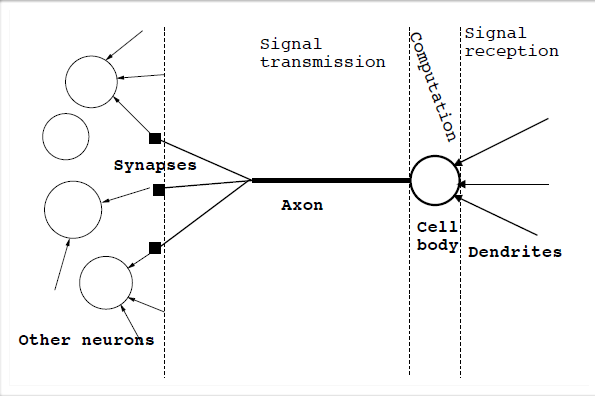 Signal
transmission
Computation
Signal
reception
Synapses
Axon
Cell
body
Dendrites
Other neurons